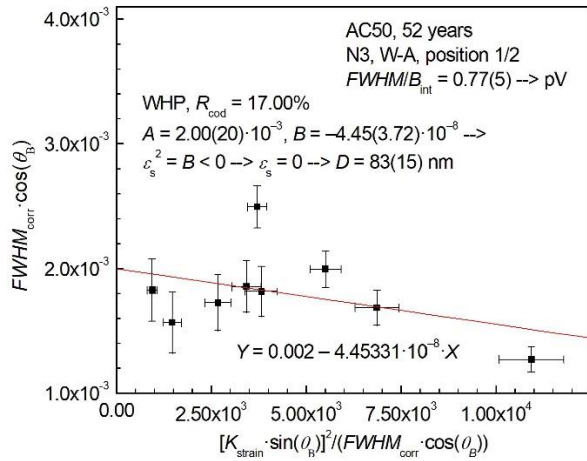 4.0x10⁻³
AC50, 52 years
N3, W-A, position 1/2
FWHM/B_int = 0.77(5) --> pV
WHP, R_cod = 17.00%
A = 2.00(20)·10⁻³, B = –4.45(3.72)·10⁻⁸ -->
ε_s² = B < 0 --> ε_s = 0 --> D = 83(15) nm
3.0x10⁻³
2.0x10⁻³
1.0x10⁻³
FWHM_corr·cos(θ_B)
Y = 0.002 – 4.45331·10⁻⁸·X
0.00 2.50x10³ 5.00x10³ 7.50x10³ 1.00x10⁴
[K_strain·sin(θ_B)]²/(FWHM_corr·cos(θ_B))